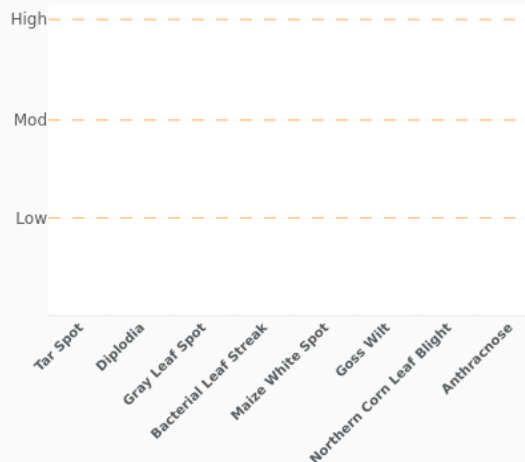 High
Mod
Low
Tar Spot
Diplodia
Gray Leaf Spot
Bacterial Leaf Streak
Maize White Spot
Goss Wilt
Northern Corn Leaf Blight
Anthracnose